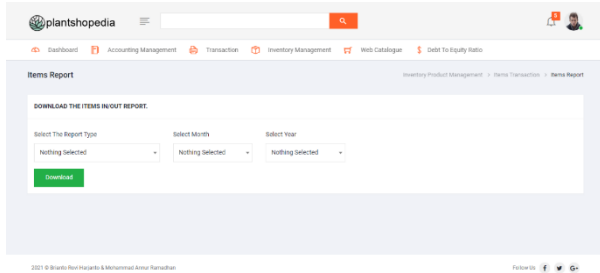 plantshopedia
Dashboard Accounting Management Transaction Inventory Management Web Catalogue $ Debt To Equity Ratio
Items Report
Inventory Product Management > Items Transaction > Items Report
DOWNLOAD THE ITEMS IN/OUT REPORT.
Select The Report Type Select Month Select Year
Nothing Selected Nothing Selected Nothing Selected
Download
2021 © Brianto Revi Harjanto & Mohammad Annur Ramadhan
Follow Us f G+